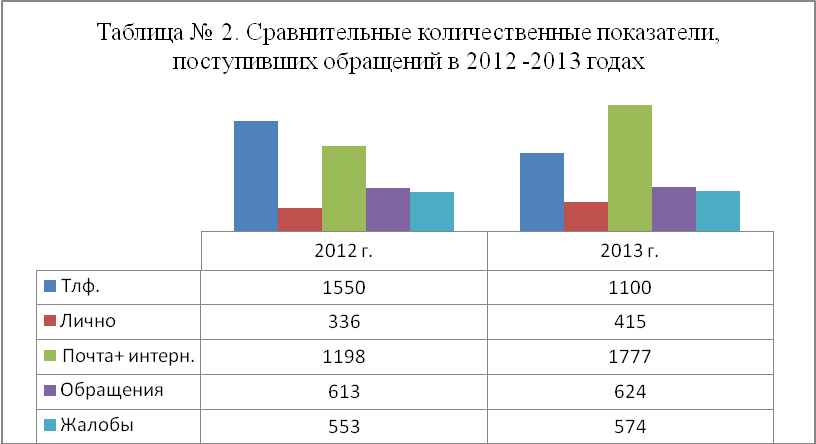 Таблица № 2. Сравнительные количественные показатели,
поступивших обращений в 2012 -2013 годах
2012 г. 2013 г.
Тлф. 1550 1100
Лично 336 415
Почта+ интерн. 1198 1777
Обращения 613 624
Жалобы 553 574